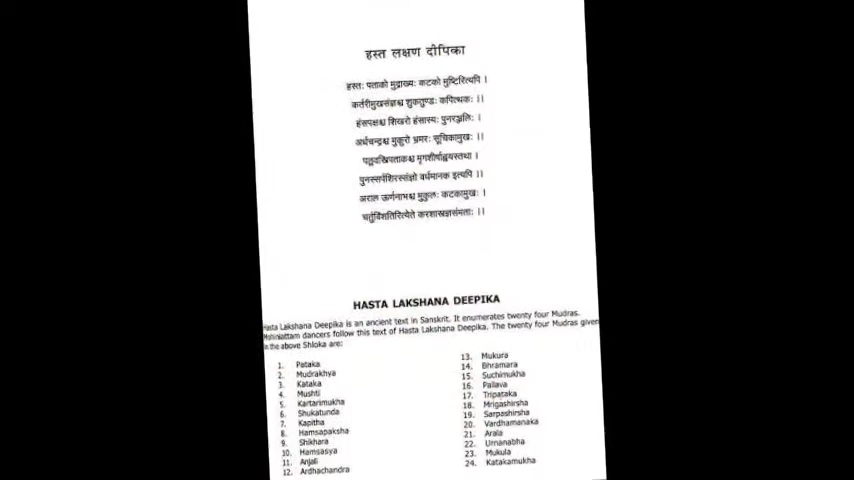 हस्त लक्षण दीपिका
हस्तः पताको मुद्राख्यः कटको मुष्टिरित्यपि ।
कर्तरीमुखसंज्ञश्च शुकतुण्डः कपित्थकः ।।
हंसपक्षश्च शिखरो हंसास्यः पुनरञ्जलिः ।
अर्धचन्द्रश्च मुकुरो भ्रमरः सूचिकामुखः ।।
पल्लवस्त्रिपताकश्च मृगशीर्षाह्वयस्तथा ।
पुनस्सर्पशिरस्संज्ञो वर्धमानक इत्यपि ।।
अराल ऊर्णनाभश्च मुकुलः कटकामुखः ।
चर्तुविंशतिरित्येते करशास्त्रज्ञसंमताः ।।
HASTA LAKSHANA DEEPIKA
Hasta Lakshana Deepika is an ancient text in Sanskrit. It enumerates twenty four Mudras.
Mohiniattam dancers follow this text of Hasta Lakshana Deepika. The twenty four Mudras given
in the above Shloka are:
1. Pataka
2. Mudrakhya
3. Kataka
4. Mushti
5. Kartarimukha
6. Shukatunda
7. Kapitha
8. Hamsapaksha
9. Shikhara
10. Hamsasya
11. Anjali
12. Ardhachandra
13. Mukura
14. Bhramara
15. Suchimukha
16. Pallava
17. Tripataka
18. Mrigashirsha
19. Sarpashirsha
20. Vardhamanaka
21. Arala
22. Urnanabha
23. Mukula
24. Katakamukha